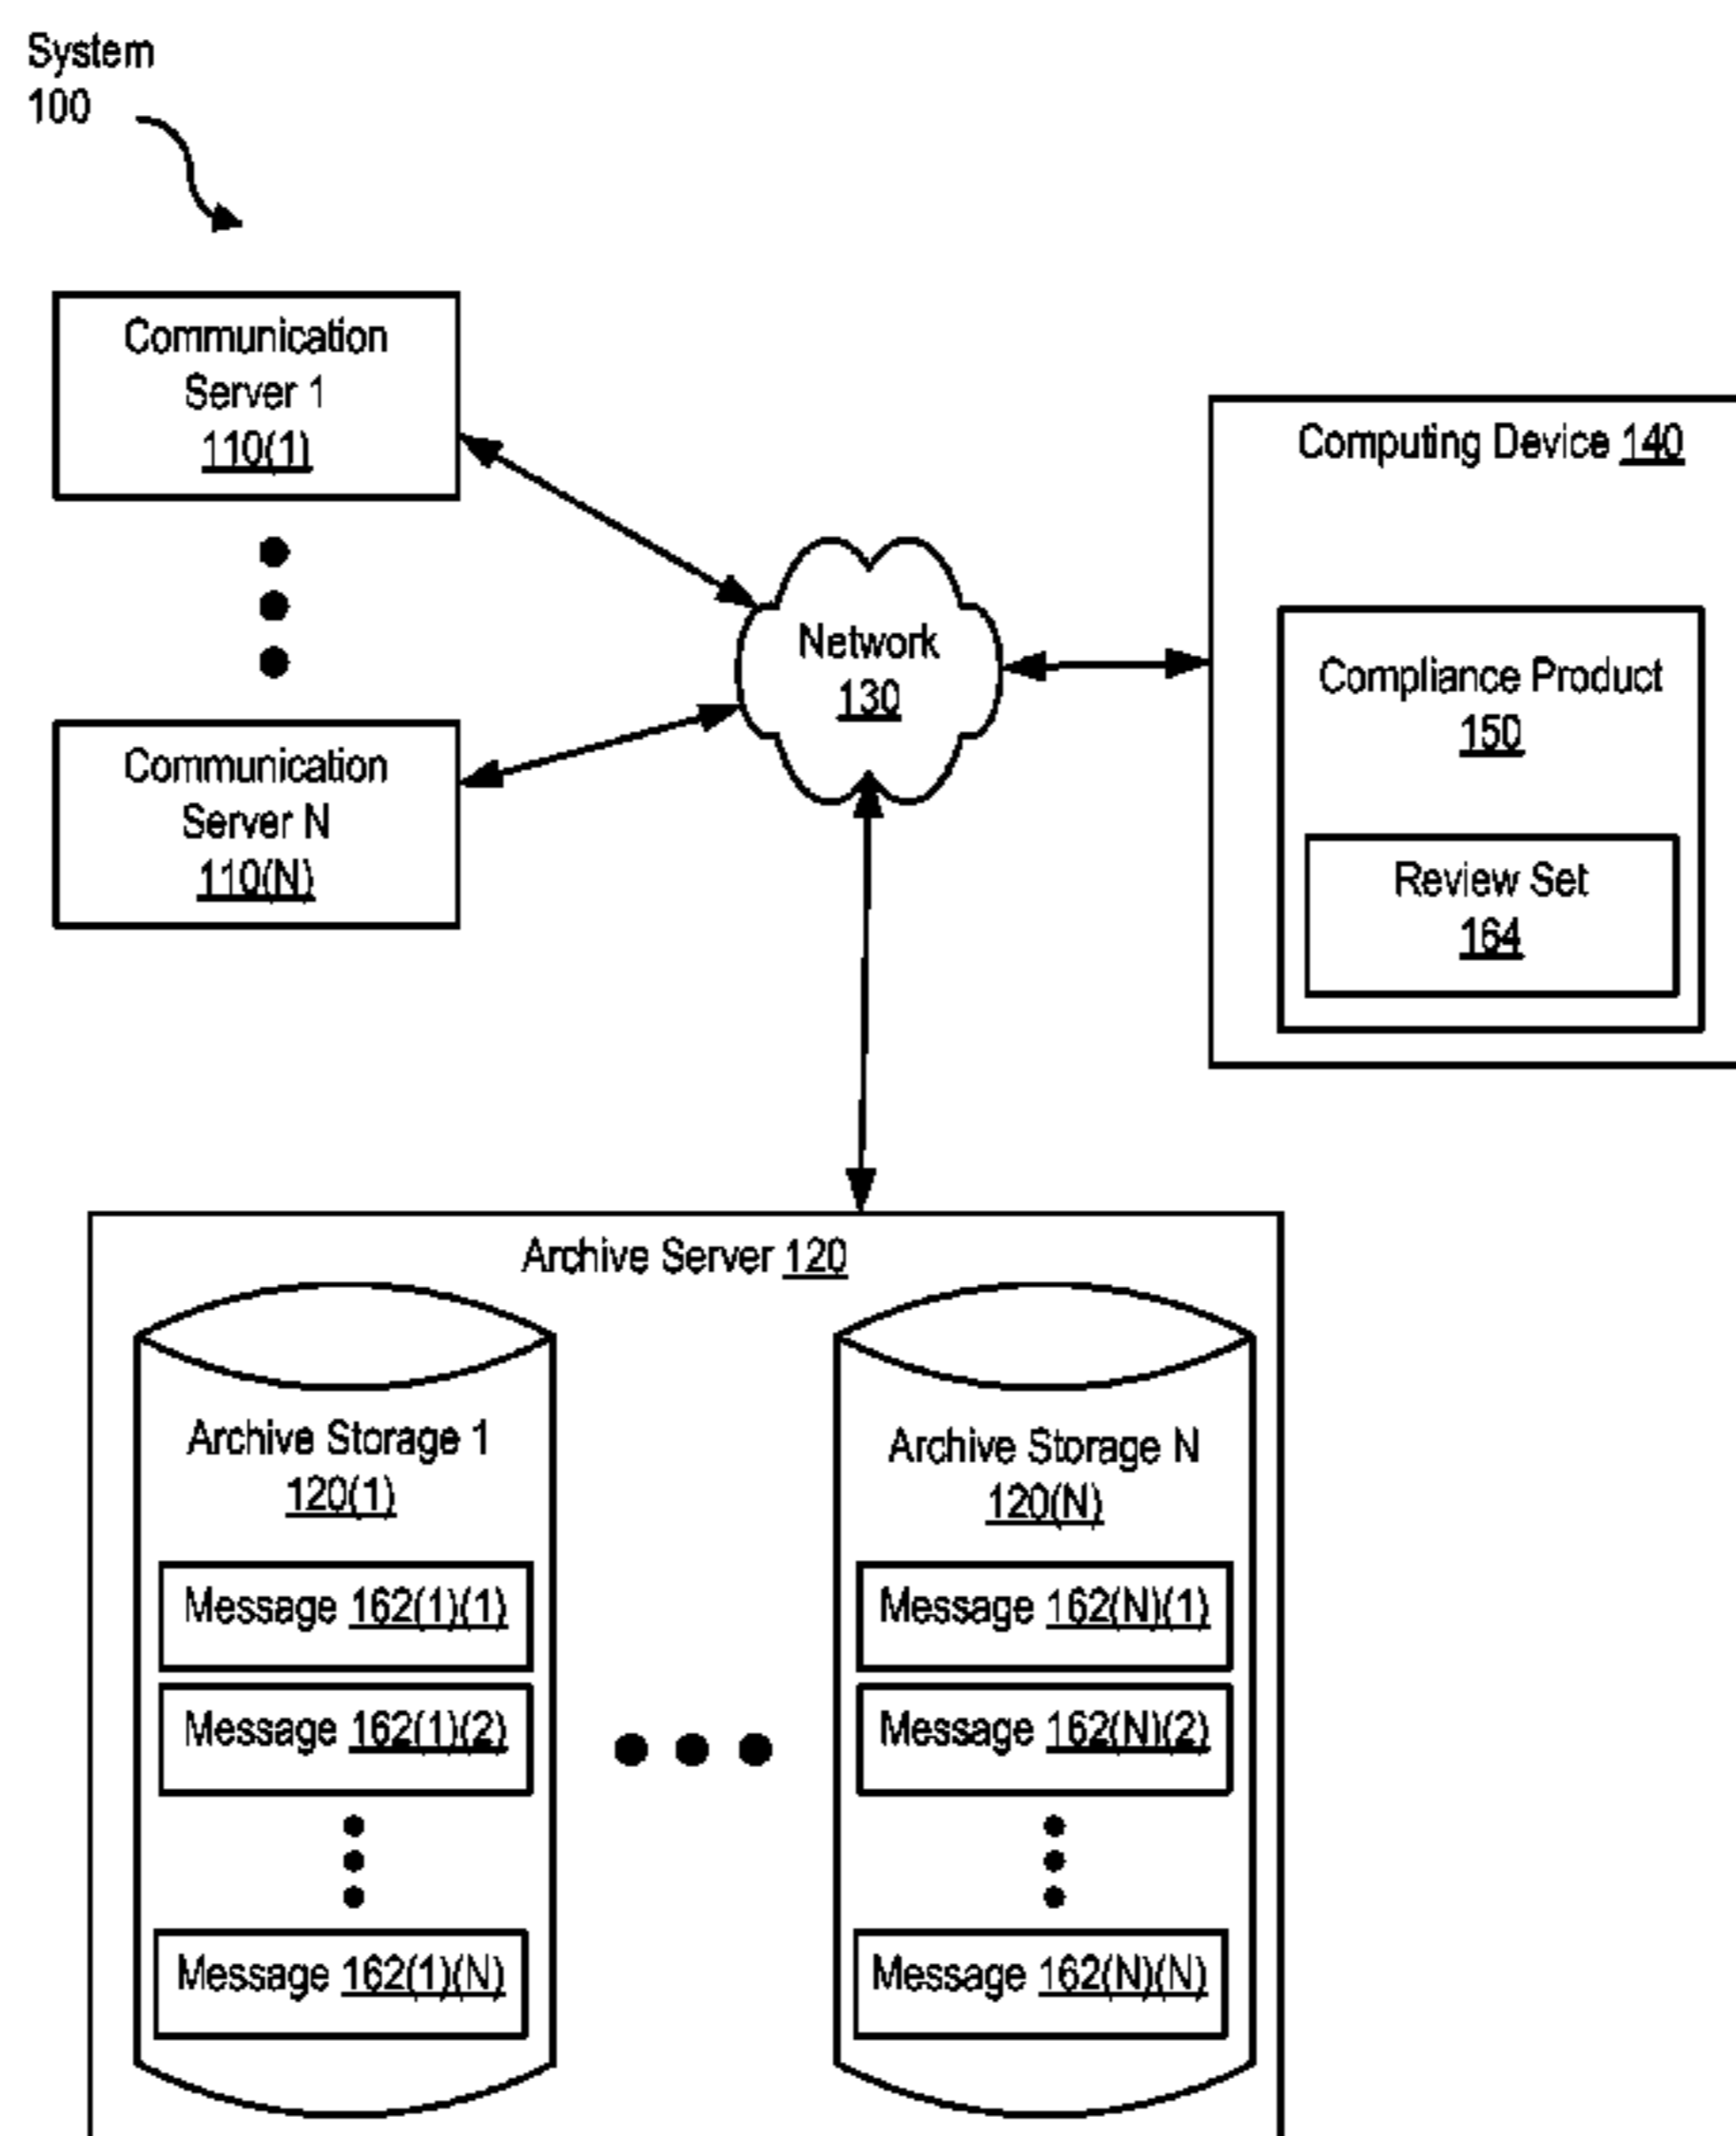 System
100
Communication
Server 1
110(1)
Communication
Server N
110(N)
Network
130
Computing Device 140
Compliance Product
150
Review Set
164
Archive Server 120
Archive Storage 1
120(1)
Message 162(1)(1)
Message 162(1)(2)
Message 162(1)(N)
Archive Storage N
120(N)
Message 162(N)(1)
Message 162(N)(2)
Message 162(N)(N)